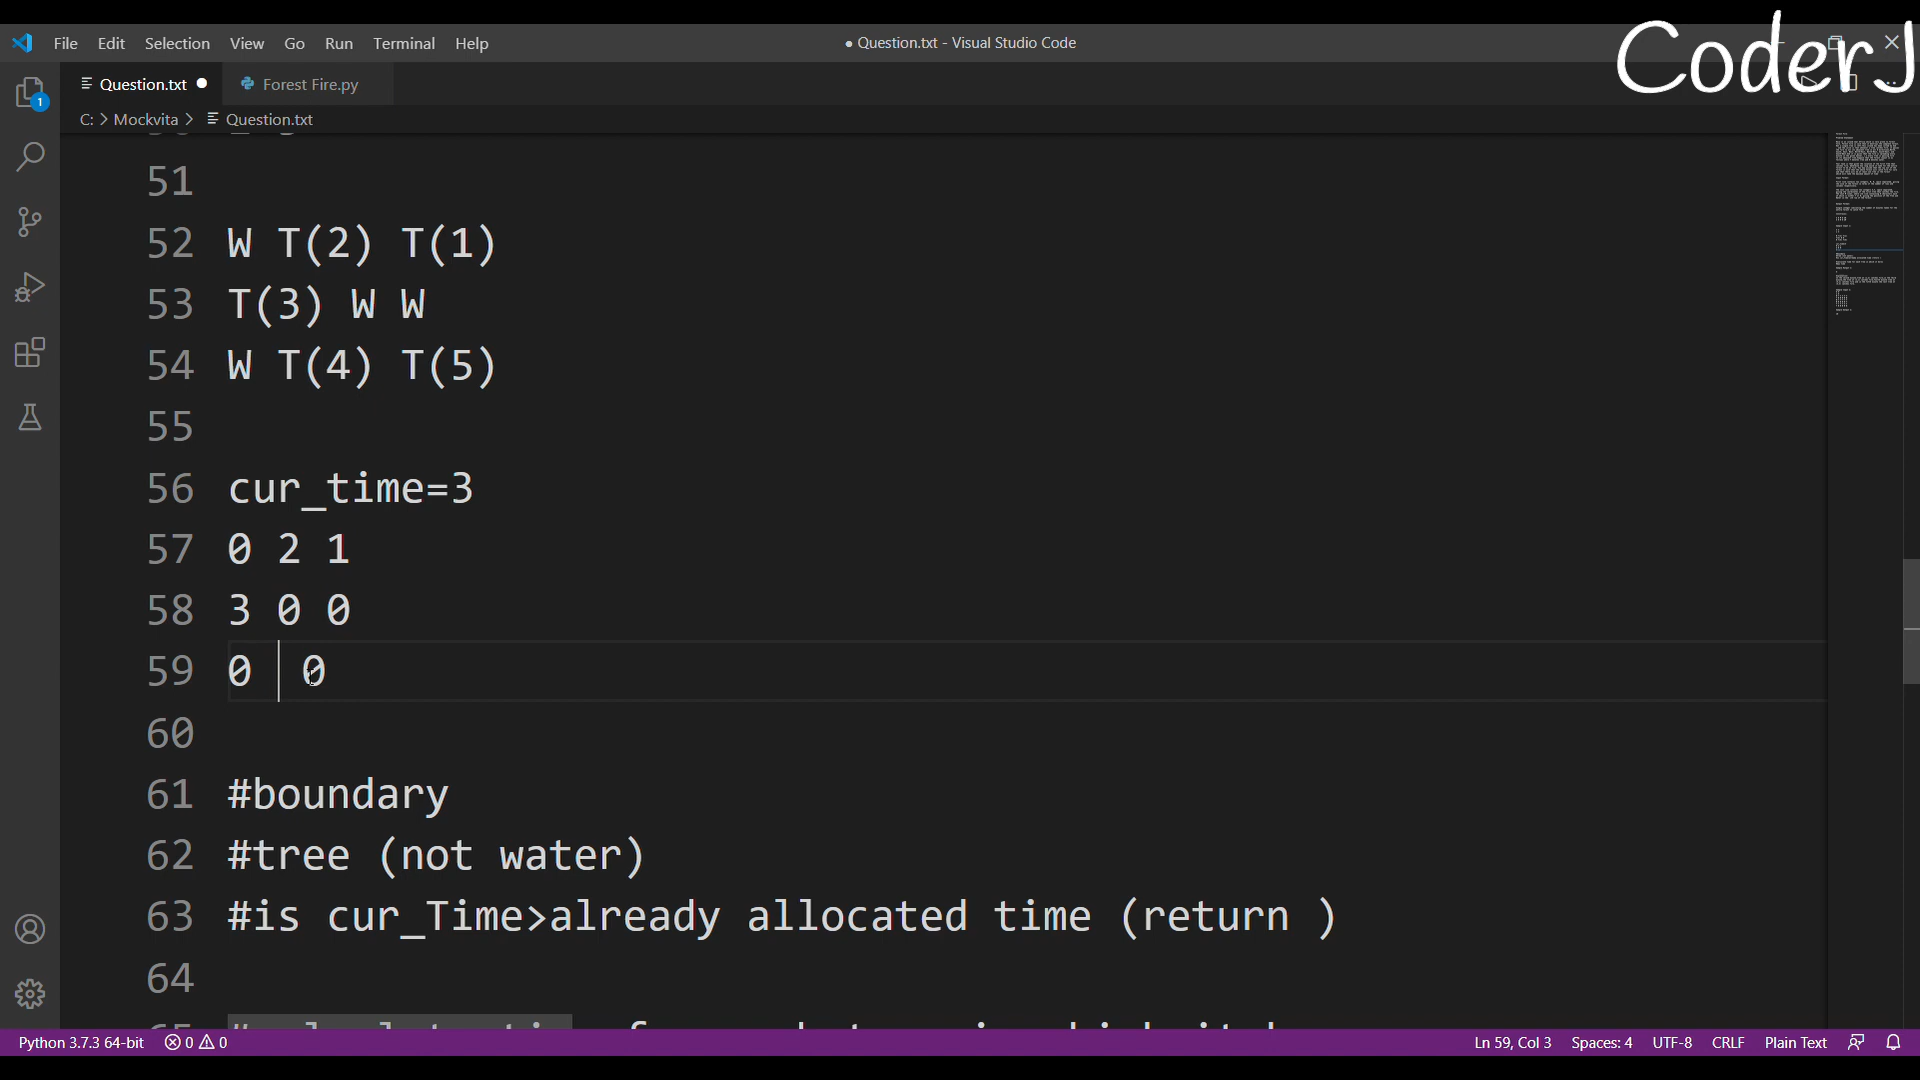 CoderJ
File Edit Selection View Go Run Terminal Help
● Question.txt - Visual Studio Code
Question.txt
Forest Fire.py
1
C: > Mockvita > Question.txt
51
52 W T(2) T(1)
53 T(3) W W
54 W T(4) T(5)
55
56 cur_time=3
57 0 2 1
58 3 0 0
59 0 0
60
61 #boundary
62 #tree (not water)
63 #is cur_Time>already allocated time (return )
64
Python 3.7.3 64-bit 0 0
Ln 59, Col 3 Spaces: 4 UTF-8 CRLF Plain Text